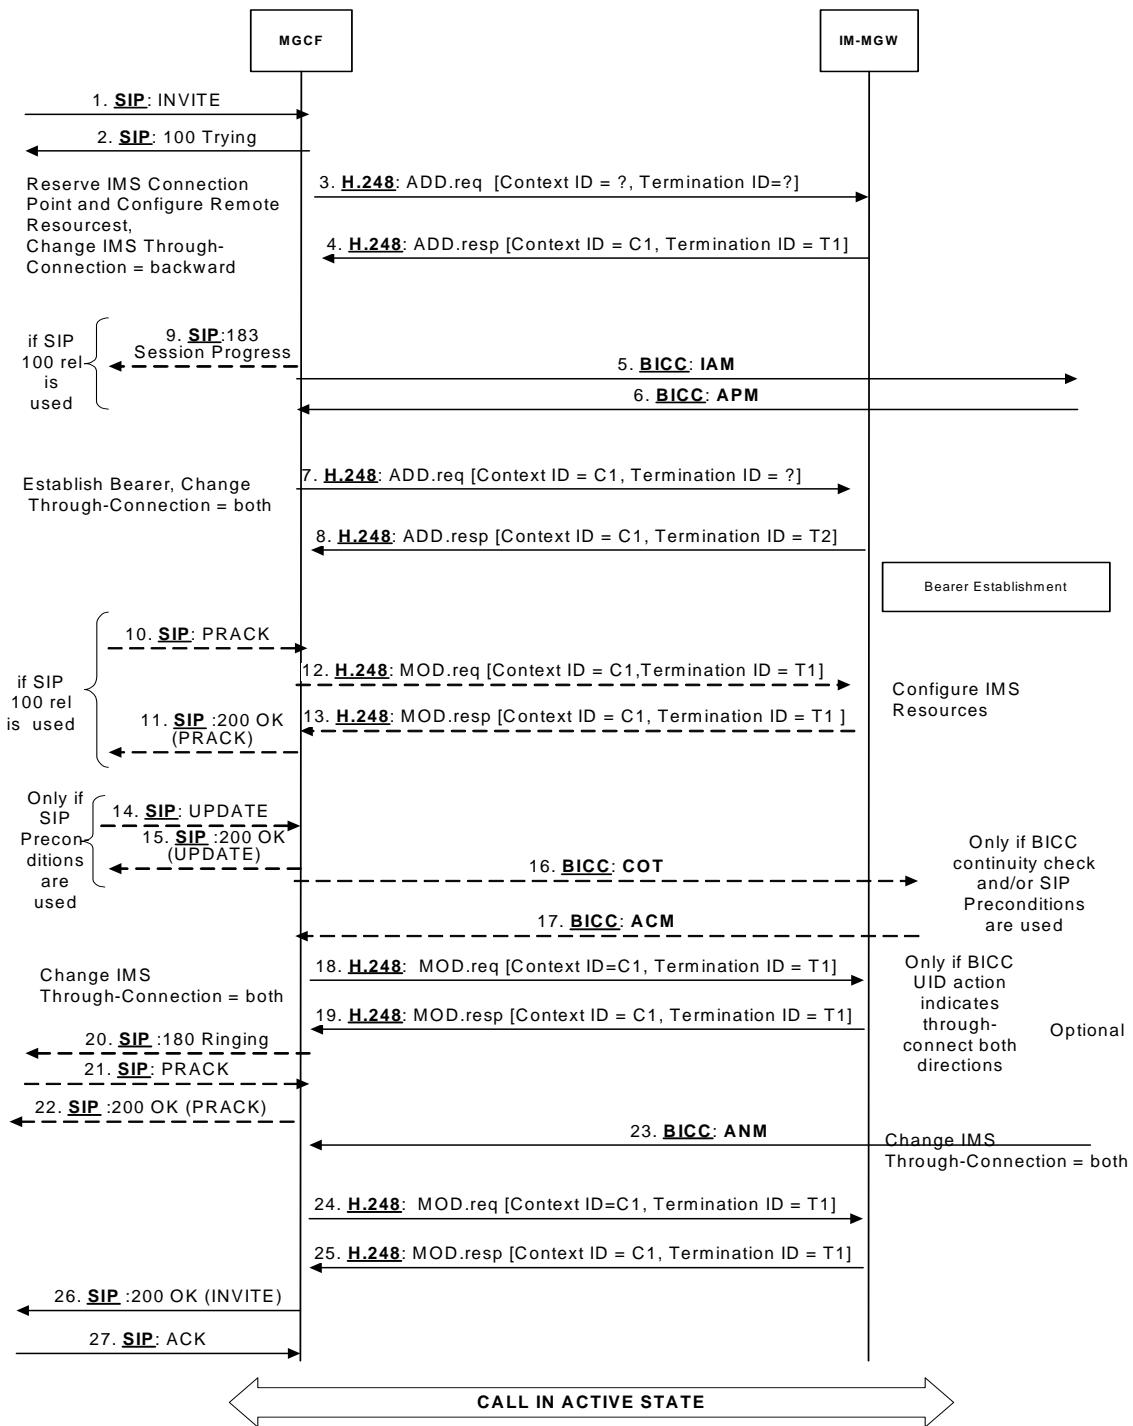 MGCF
IM-MGW
1. SIP: INVITE
2. SIP: 100 Trying
Reserve IMS Connection
Point and Configure Remote
Resourcest,
Change IMS Through-
Connection = backward
3. H.248: ADD.req [Context ID = ?, Termination ID=?]
4. H.248: ADD.resp [Context ID = C1, Termination ID = T1]
if SIP
100 rel
is
used
9. SIP:183
Session Progress
5. BICC: IAM
6. BICC: APM
Establish Bearer, Change
Through-Connection = both
7. H.248: ADD.req [Context ID = C1, Termination ID = ?]
8. H.248: ADD.resp [Context ID = C1, Termination ID = T2]
Bearer Establishment
if SIP
100 rel
is used
10. SIP: PRACK
12. H.248: MOD.req [Context ID = C1,Termination ID = T1]
13. H.248: MOD.resp [Context ID = C1, Termination ID = T1 ]
11. SIP :200 OK
(PRACK)
Configure IMS
Resources
Only if
SIP
Precon-
ditions
are
used
14. SIP: UPDATE
15. SIP :200 OK
(UPDATE)
16. BICC: COT
Only if BICC
continuity check
and/or SIP
Preconditions
are used
17. BICC: ACM
Change IMS
Through-Connection = both
18. H.248: MOD.req [Context ID=C1, Termination ID = T1]
19. H.248: MOD.resp [Context ID = C1, Termination ID = T1]
Only if BICC
UID action
indicates
through-
connect both
directions
Optional
20. SIP :180 Ringing
21. SIP: PRACK
22. SIP :200 OK (PRACK)
23. BICC: ANM
Change IMS
Through-Connection = both
24. H.248: MOD.req [Context ID=C1, Termination ID = T1]
25. H.248: MOD.resp [Context ID = C1, Termination ID = T1]
26. SIP :200 OK (INVITE)
27. SIP: ACK
CALL IN ACTIVE STATE